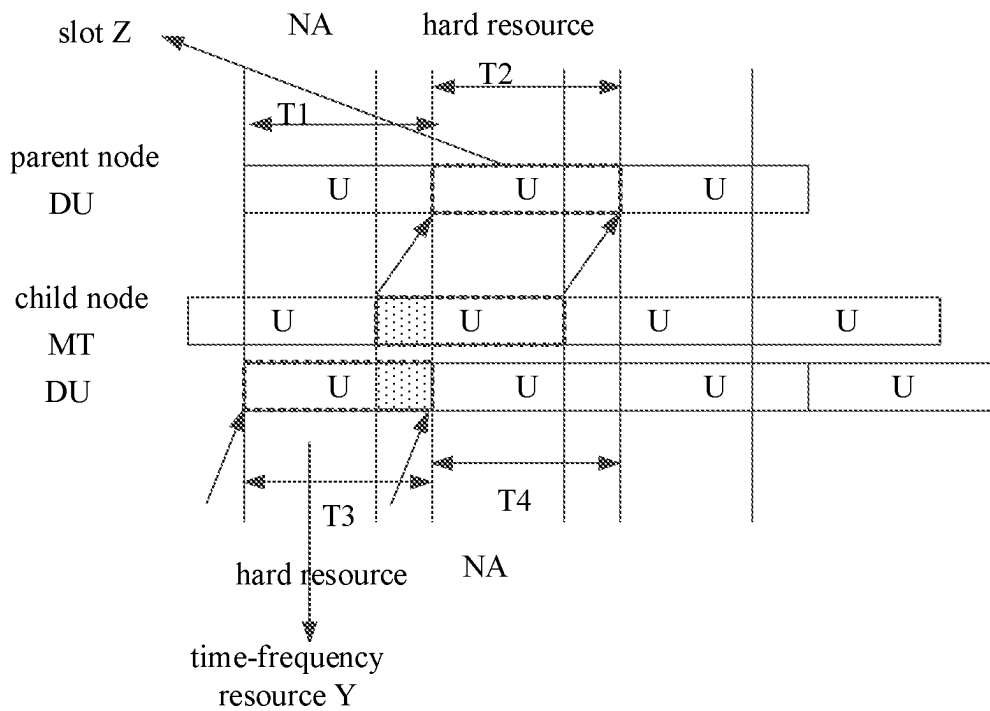 slot Z
NA
hard resource
T1
T2
parent node
DU
U U U
child node
MT
U U U U
DU
U U U U
T3
T4
hard resource
NA
time-frequency
resource Y